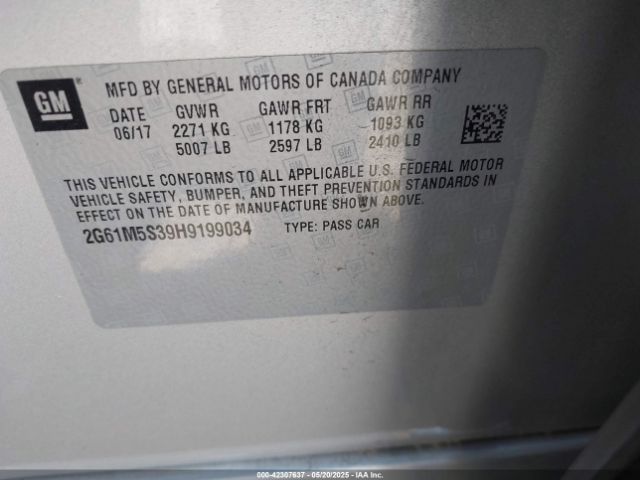 GM®
MFD BY GENERAL MOTORS OF CANADA COMPANY
DATE GVWR GAWR FRT GAWR RR
06/17 2271 KG 1178 KG 1093 KG
5007 LB 2597 LB 2410 LB
THIS VEHICLE CONFORMS TO ALL APPLICABLE U.S. FEDERAL MOTOR
VEHICLE SAFETY, BUMPER, AND THEFT PREVENTION STANDARDS IN
EFFECT ON THE DATE OF MANUFACTURE SHOWN ABOVE.
2G61M5S39H9199034 TYPE: PASS CAR
000-42307637 - 05/20/2025 - IAA Inc.